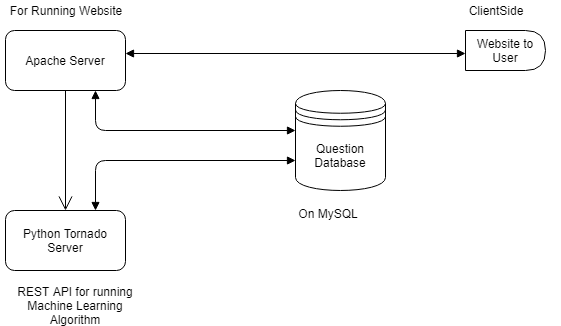 For Running Website
ClientSide
Apache Server
Website to
User
Question
Database
On MySQL
Python Tornado
Server
REST API for running
Machine Learning
Algorithm